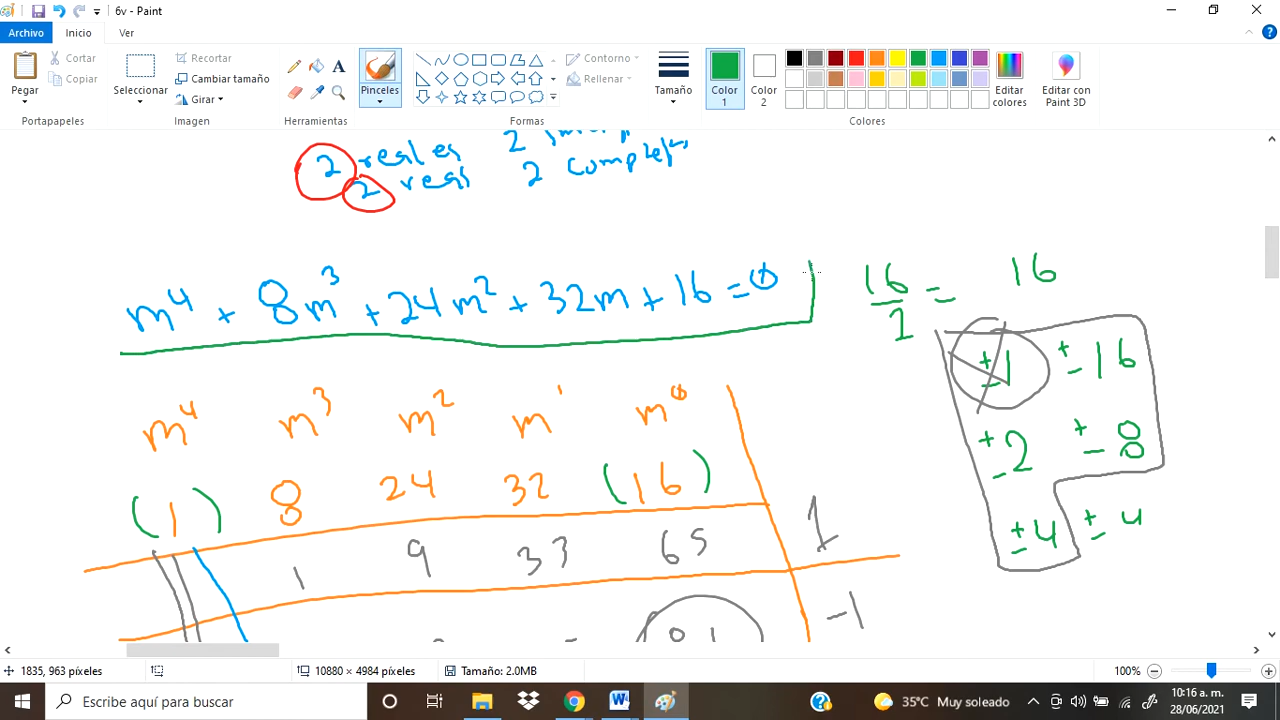 6v - Paint
Archivo Inicio Ver
Pegar
Cortar
Copiar
Portapapeles
Seleccionar
Recortar
Cambiar tamaño
Girar
Imagen
A
Herramientas
Pinceles
Contorno
Rellenar
Formas
Tamaño
Color 1
Color 2
Editar colores
Editar con Paint 3D
Colores
2 reales 2
2 real 2
m⁴ + 8m³ + 24m² + 32m + 16 = 0
16/1 = 16
±1 ±16
±2 ±8
±4 ±4
m⁴ m³ m² m¹ m⁰
(1) 8 24 32 (16)
1 9 33 65 1
-1
1835, 963 píxeles
10880 × 4984 píxeles
Tamaño: 2.0MB
100%
Escribe aquí para buscar
35°C Muy soleado
10:16 a. m.
28/06/2021